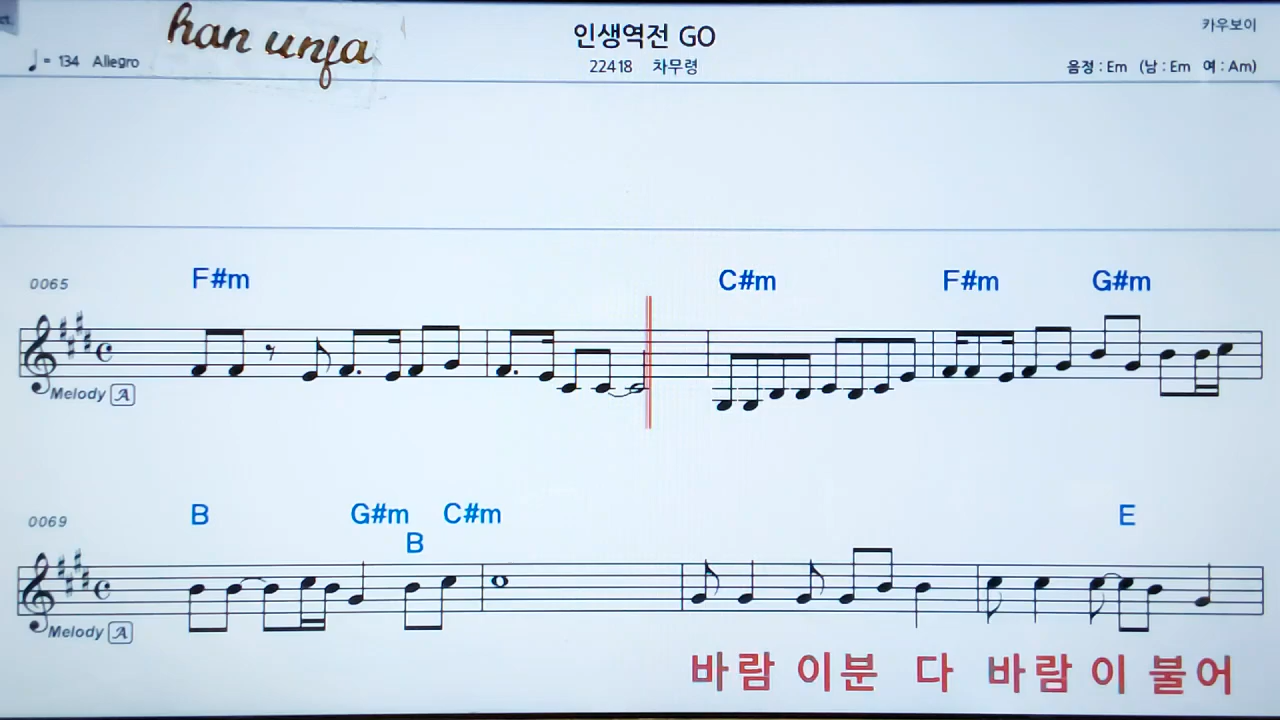 han unfa
인생역전 GO
카우보이
♩= 134 Allegro
22418 차무령
음정 : Em (남 : Em 여 : Am)
0065
F#m C#m F#m G#m
Melody A
0069
B G#m C#m E
B
Melody A
바람 이분 다 바람 이 불어